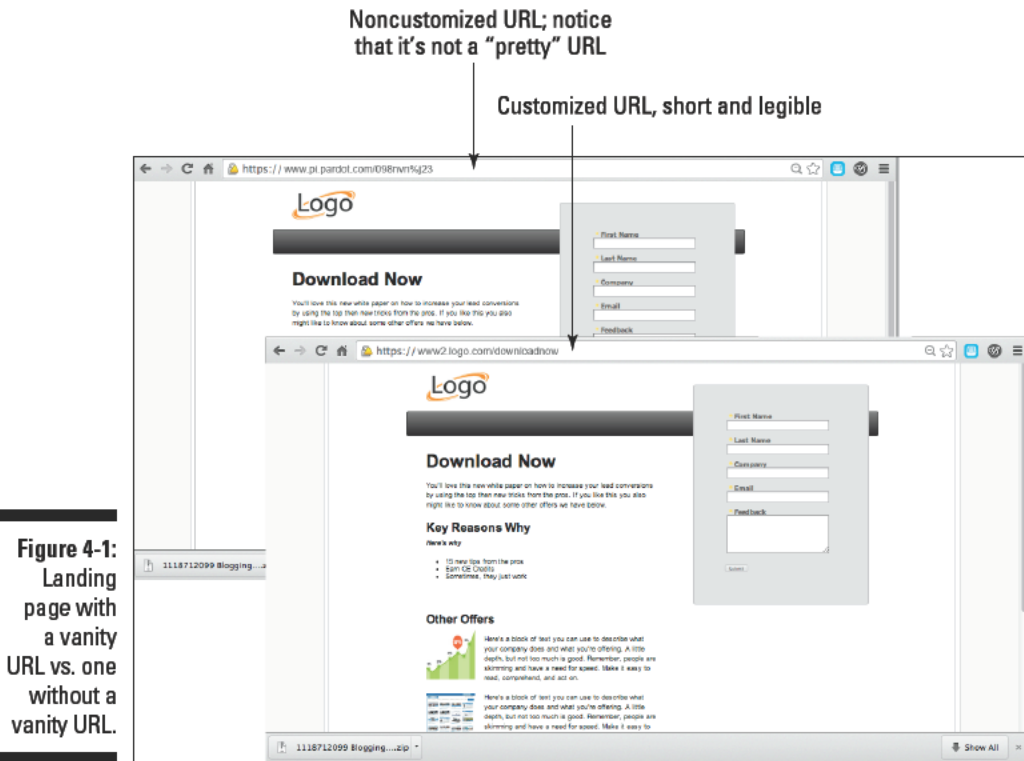 Noncustomized URL; notice
that it's not a “pretty” URL
Customized URL, short and legible
https://www.pi.pardot.com/098nvn%j23
Logo
Download Now
You'll love this new white paper on how to increase your lead conversions
by using the top then new tricks from the pros. If you like this you also
might like to know about some other offers we have below.
* First Name
* Last Name
* Company
* Email
* Feedback
1118712099 Blogging....z
https://www2.logo.com/downloadnow
Logo
Download Now
You'll love this new white paper on how to increase your lead conversions
by using the top then new tricks from the pros. If you like this you also
might like to know about some other offers we have below.
Key Reasons Why
Here's why
• 15 new tips from the pros
• Earn CE Credits
• Sometimes, they just work
* First Name
* Last Name
* Company
* Email
* Feedback
Submit
Other Offers
Here's a block of text you can use to describe what
your company does and what you're offering. A little
depth, but not too much is good. Remember, people are
skimming and have a need for speed. Make it easy to
read, comprehend, and act on.
Here's a block of text you can use to describe what
your company does and what you're offering. A little
depth, but not too much is good. Remember, people are
skimming and have a need for speed. Make it easy to
1118712099 Blogging....zip
Show All
Figure 4-1:
Landing
page with
a vanity
URL vs. one
without a
vanity URL.